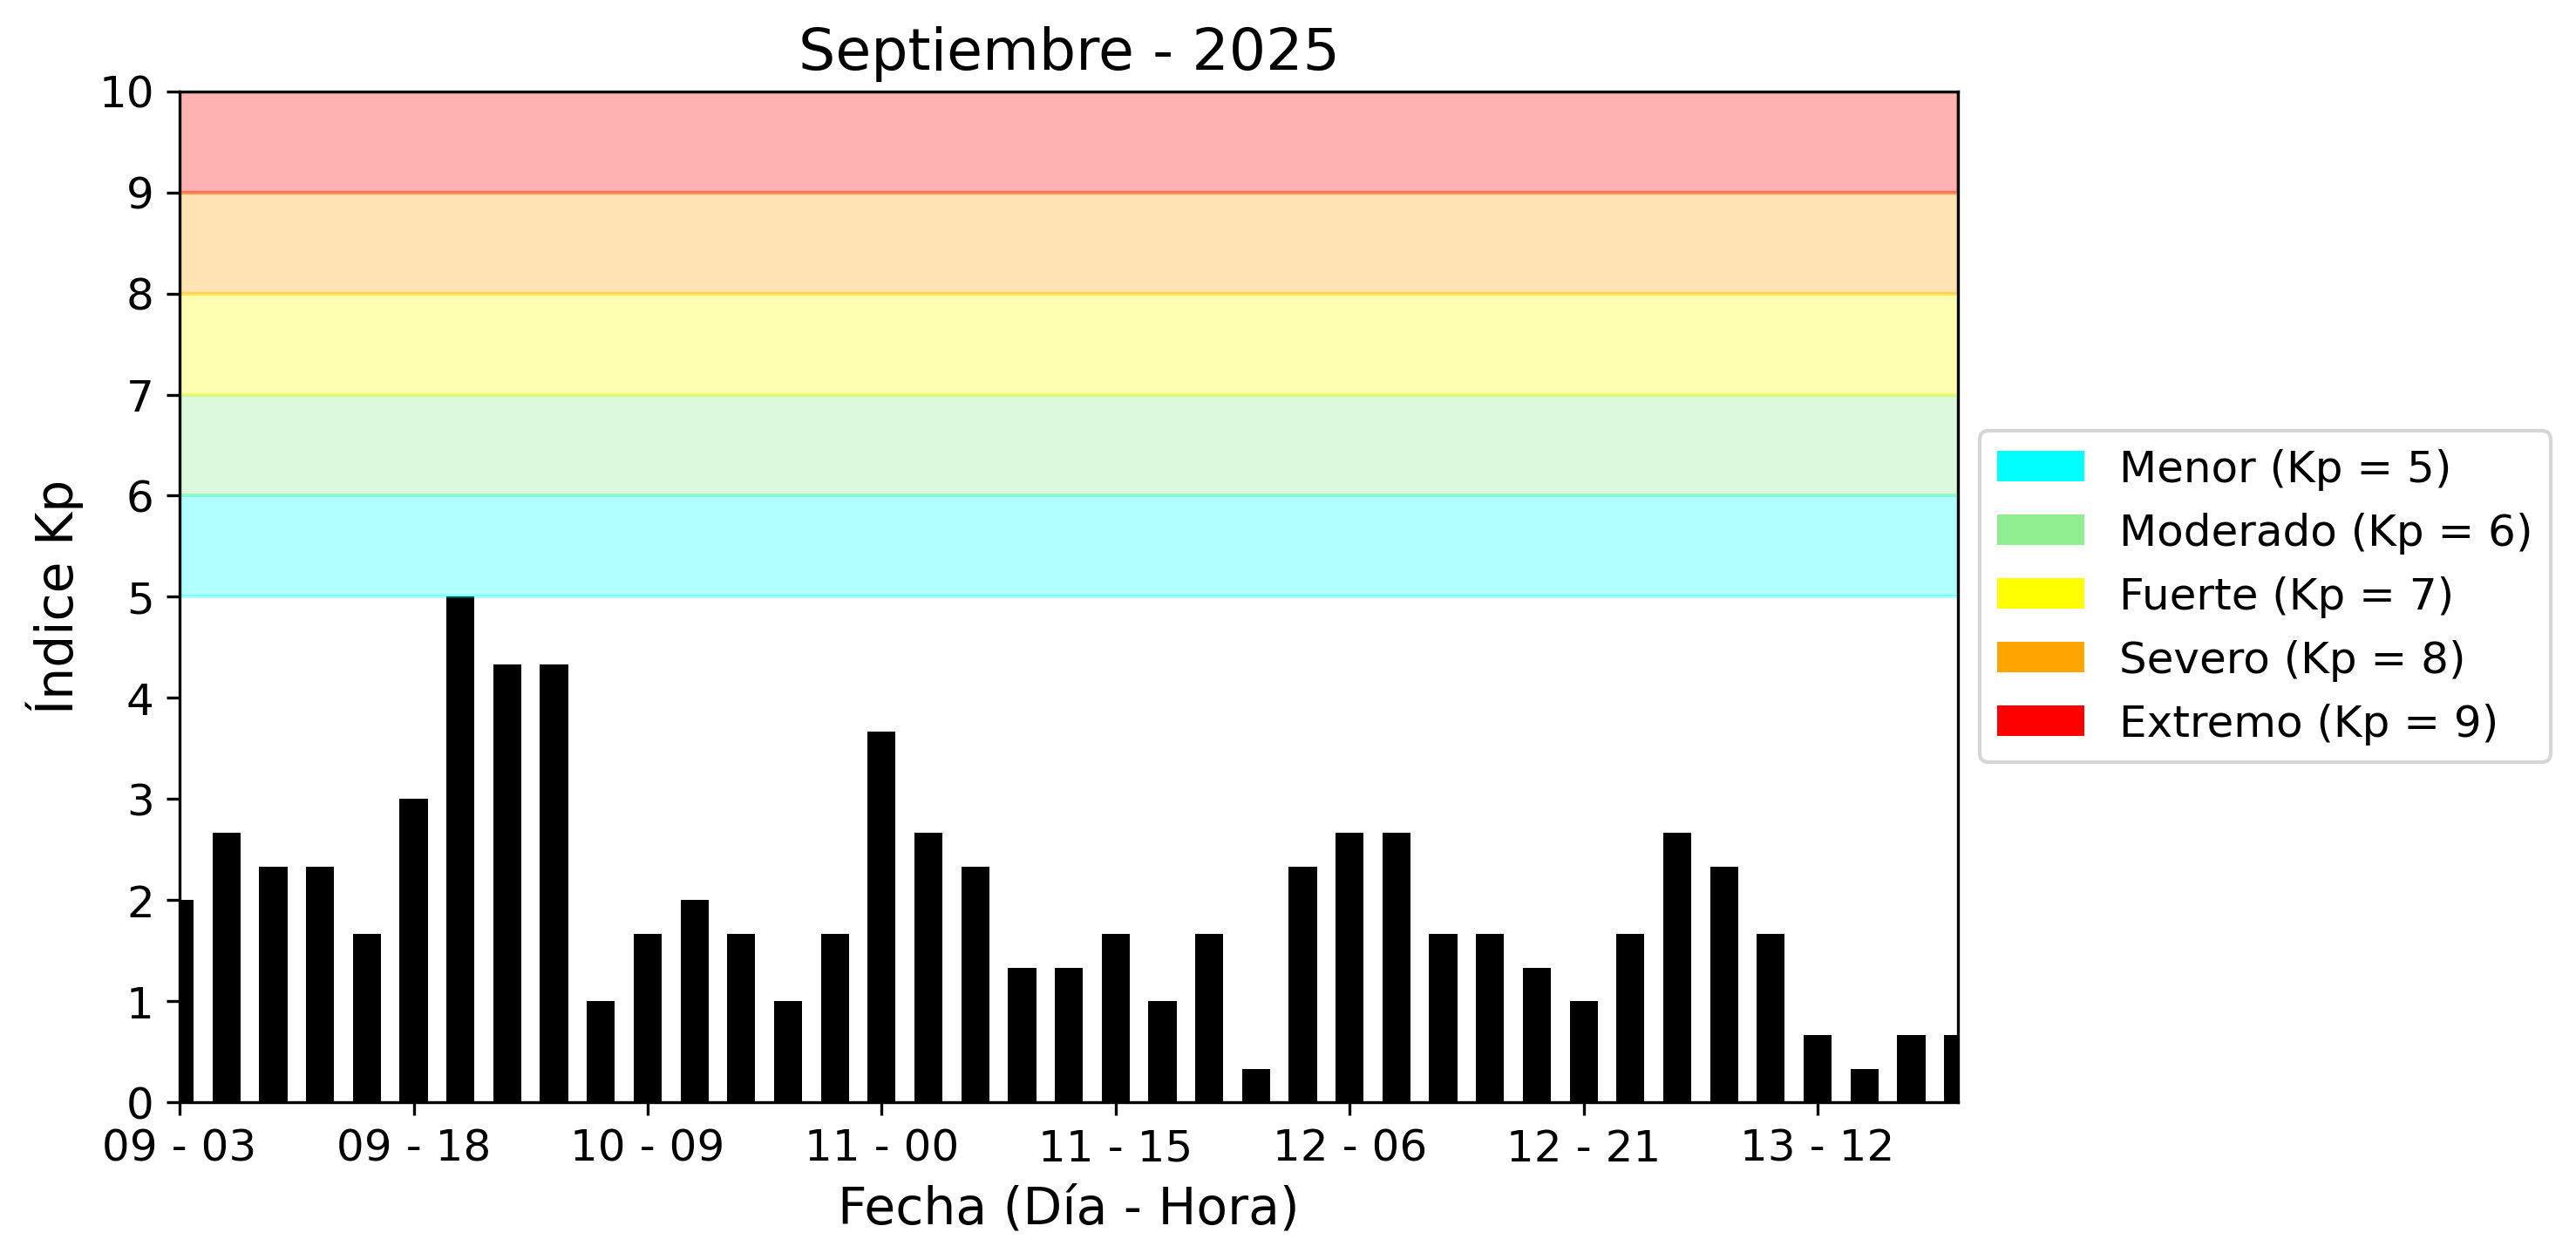 Septiembre - 2025
10
9
8
7
6
5
4
3
2
1
0
Índice Kp
09 - 03
09 - 18
10 - 09
11 - 00
11 - 15
12 - 06
12 - 21
13 - 12
Fecha (Día - Hora)
Menor (Kp = 5)
Moderado (Kp = 6)
Fuerte (Kp = 7)
Severo (Kp = 8)
Extremo (Kp = 9)